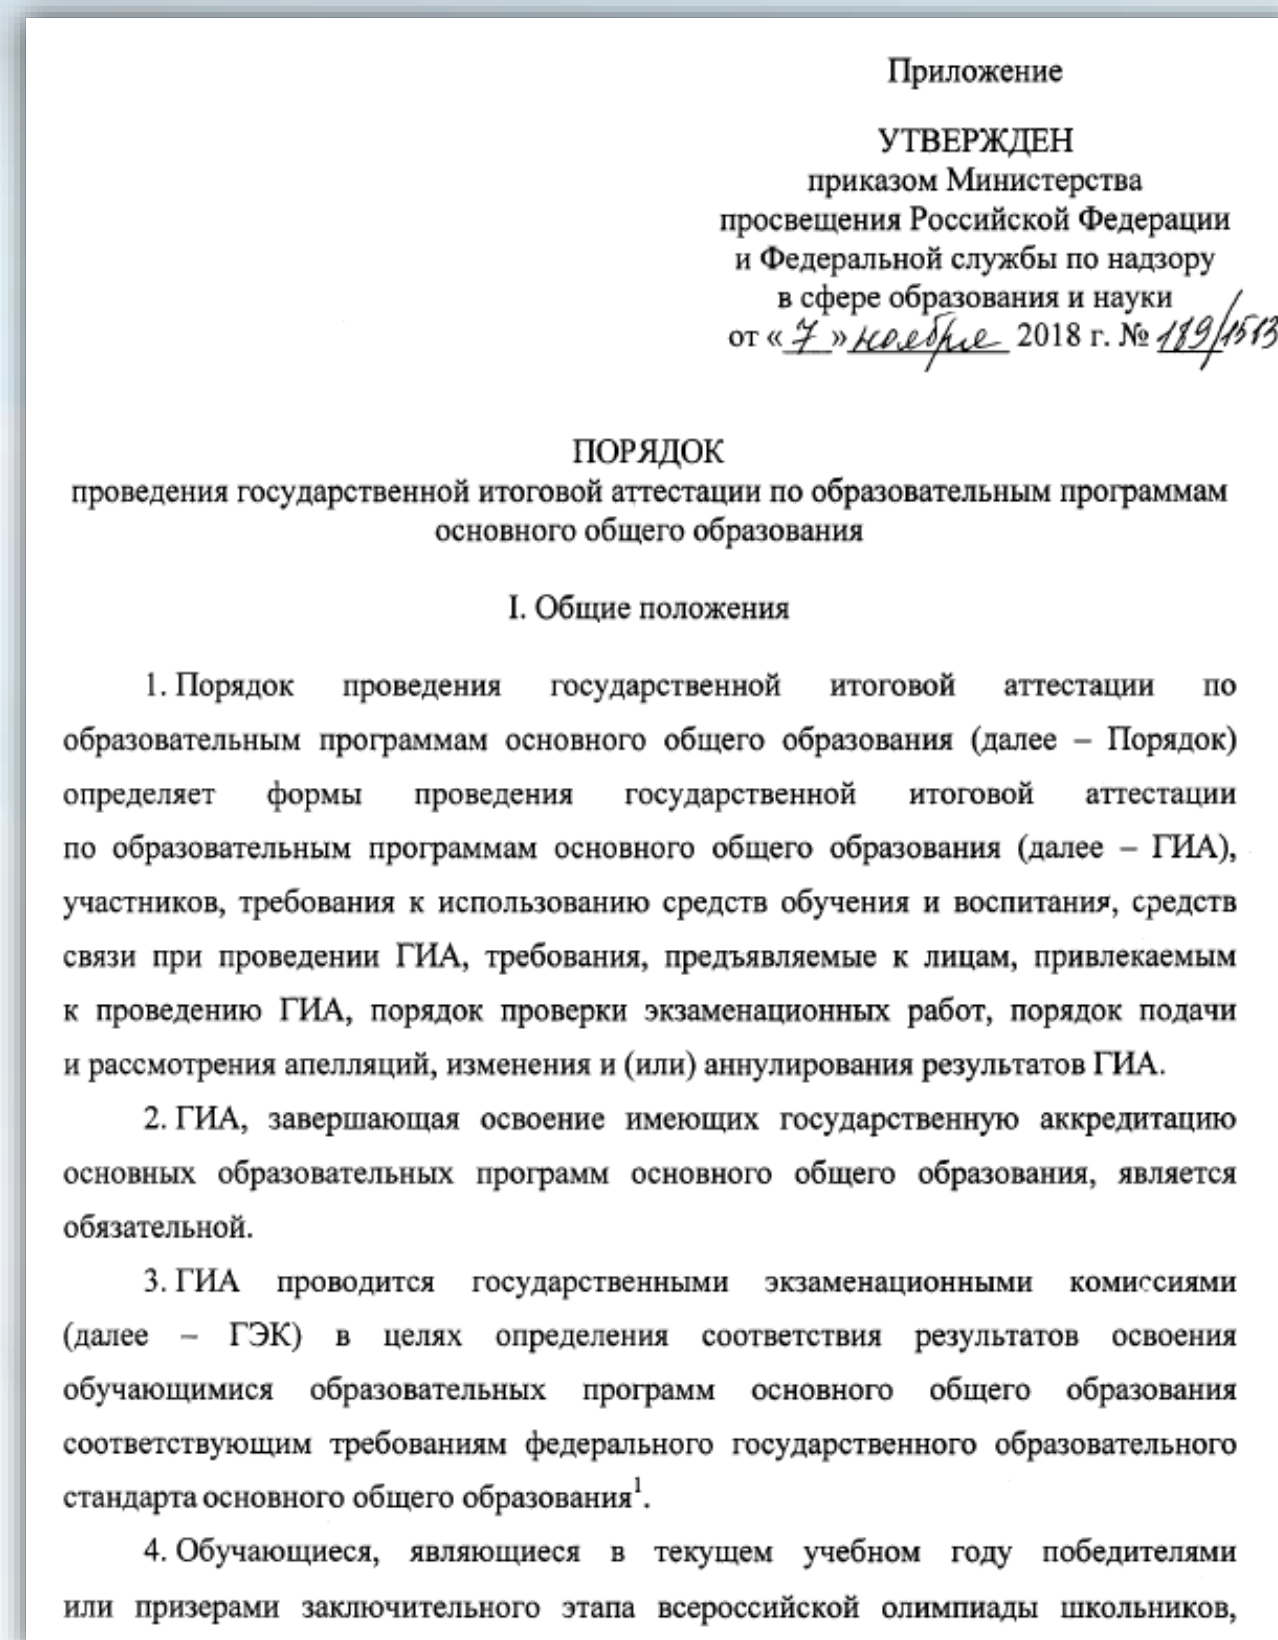 Приложение
УТВЕРЖДЕН
приказом Министерства
просвещения Российской Федерации
и Федеральной службы по надзору
в сфере образования и науки
от « 7 » ноября 2018 г. № 189/1513
ПОРЯДОК
проведения государственной итоговой аттестации по образовательным программам
основного общего образования
I. Общие положения
1. Порядок проведения государственной итоговой аттестации по
образовательным программам основного общего образования (далее – Порядок)
определяет формы проведения государственной итоговой аттестации
по образовательным программам основного общего образования (далее – ГИА),
участников, требования к использованию средств обучения и воспитания, средств
связи при проведении ГИА, требования, предъявляемые к лицам, привлекаемым
к проведению ГИА, порядок проверки экзаменационных работ, порядок подачи
и рассмотрения апелляций, изменения и (или) аннулирования результатов ГИА.
2. ГИА, завершающая освоение имеющих государственную аккредитацию
основных образовательных программ основного общего образования, является
обязательной.
3. ГИА проводится государственными экзаменационными комиссиями
(далее – ГЭК) в целях определения соответствия результатов освоения
обучающимися образовательных программ основного общего образования
соответствующим требованиям федерального государственного образовательного
стандарта основного общего образования¹.
4. Обучающиеся, являющиеся в текущем учебном году победителями
или призерами заключительного этапа всероссийской олимпиады школьников,